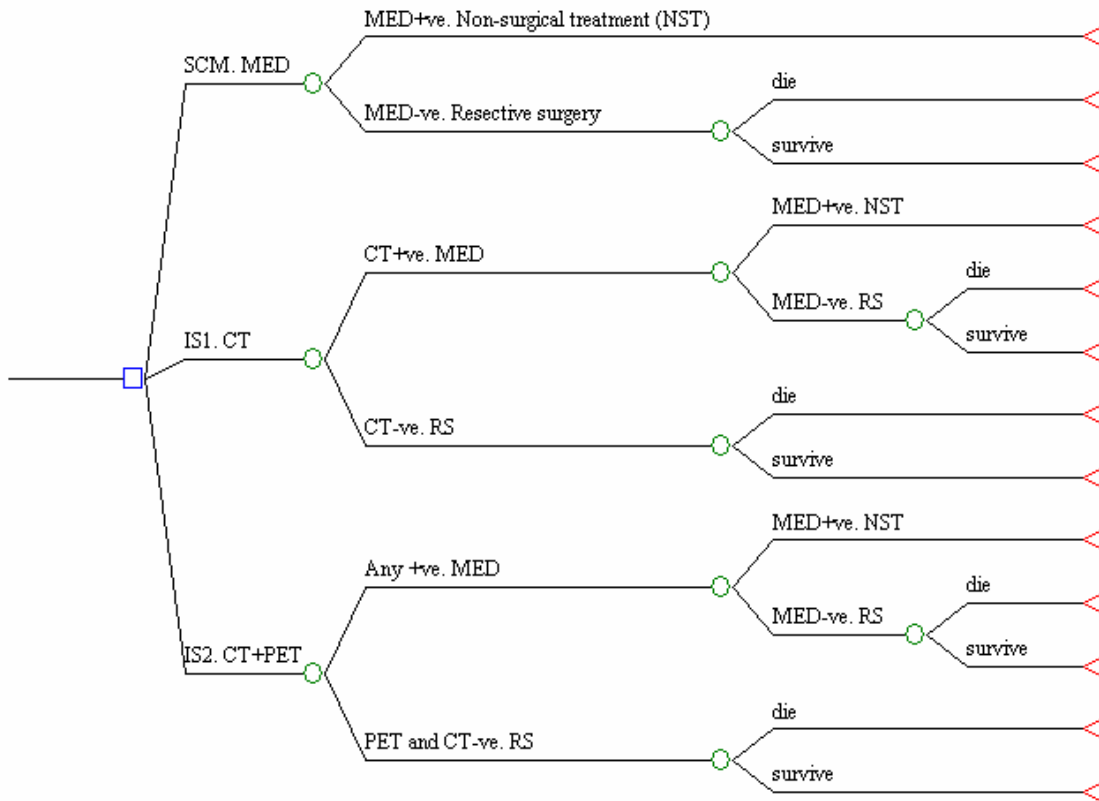 MED+ve. Non-surgical treatment (NST)
SCM. MED
die
MED-ve. Resective surgery
survive
MED+ve. NST
CT+ve. MED
die
MED-ve. RS
survive
IS1. CT
die
CT-ve. RS
survive
MED+ve. NST
Any +ve. MED
die
MED-ve. RS
survive
IS2. CT+PET
die
PET and CT-ve. RS
survive